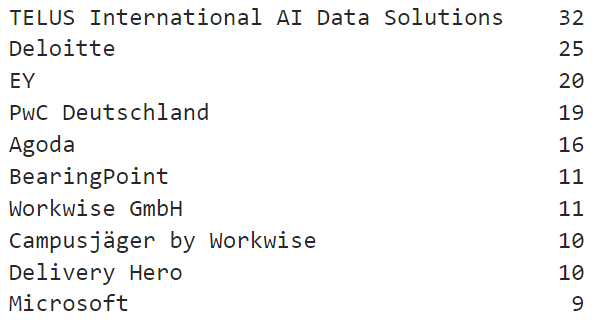 TELUS International AI Data Solutions    32
Deloitte    25
EY    20
PwC Deutschland    19
Agoda    16
BearingPoint    11
Workwise GmbH    11
Campusjäger by Workwise    10
Delivery Hero    10
Microsoft    9